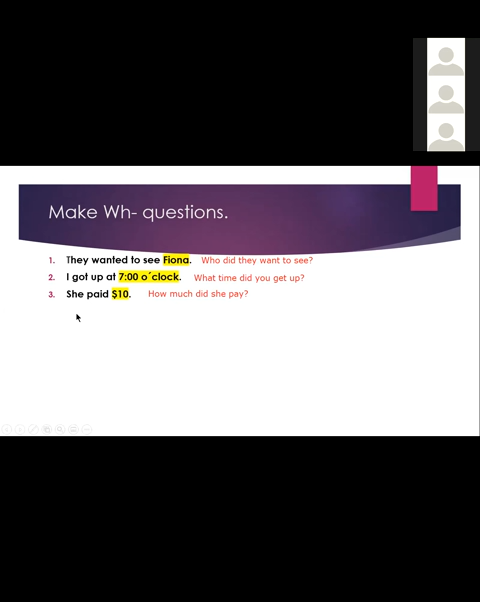 Make Wh- questions.
1. They wanted to see Fiona. Who did they want to see?
2. I got up at 7:00 o´clock. What time did you get up?
3. She paid $10. How much did she pay?